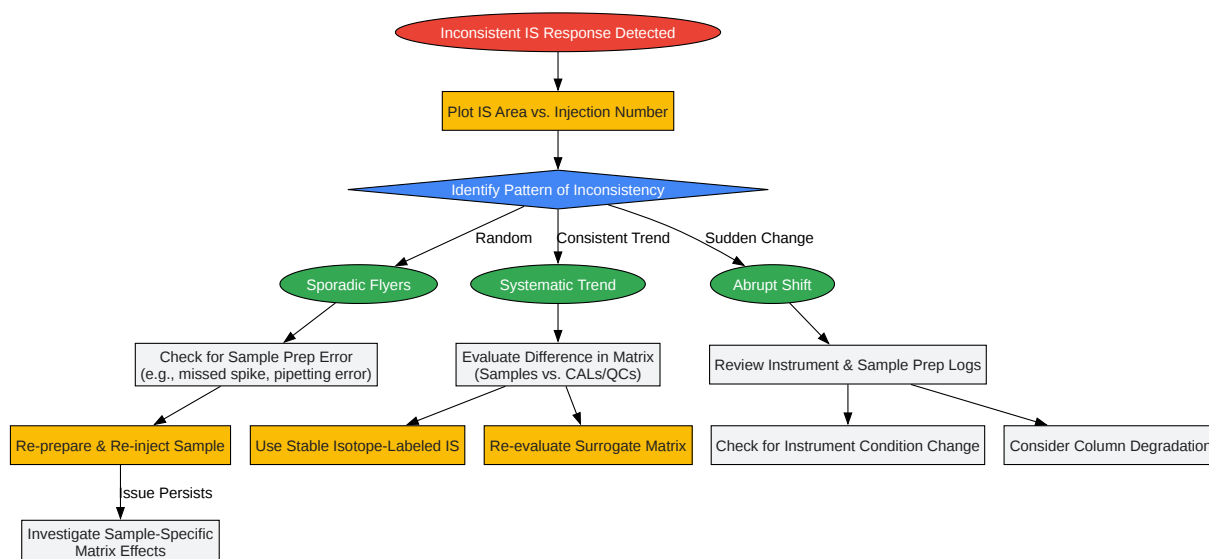 Inconsistent IS Response Detected
Plot IS Area vs. Injection Number
Identify Pattern of Inconsistency
Random
Consistent Trend
Sudden Change
Sporadic Flyers
Systematic Trend
Abrupt Shift
Check for Sample Prep Error
(e.g., missed spike, pipetting error)
Evaluate Difference in Matrix
(Samples vs. CALs/QCs)
Review Instrument & Sample Prep Logs
Re-prepare & Re-inject Sample
Use Stable Isotope-Labeled IS
Re-evaluate Surrogate Matrix
Check for Instrument Condition Change
Consider Column Degradation
Issue Persists
Investigate Sample-Specific
Matrix Effects